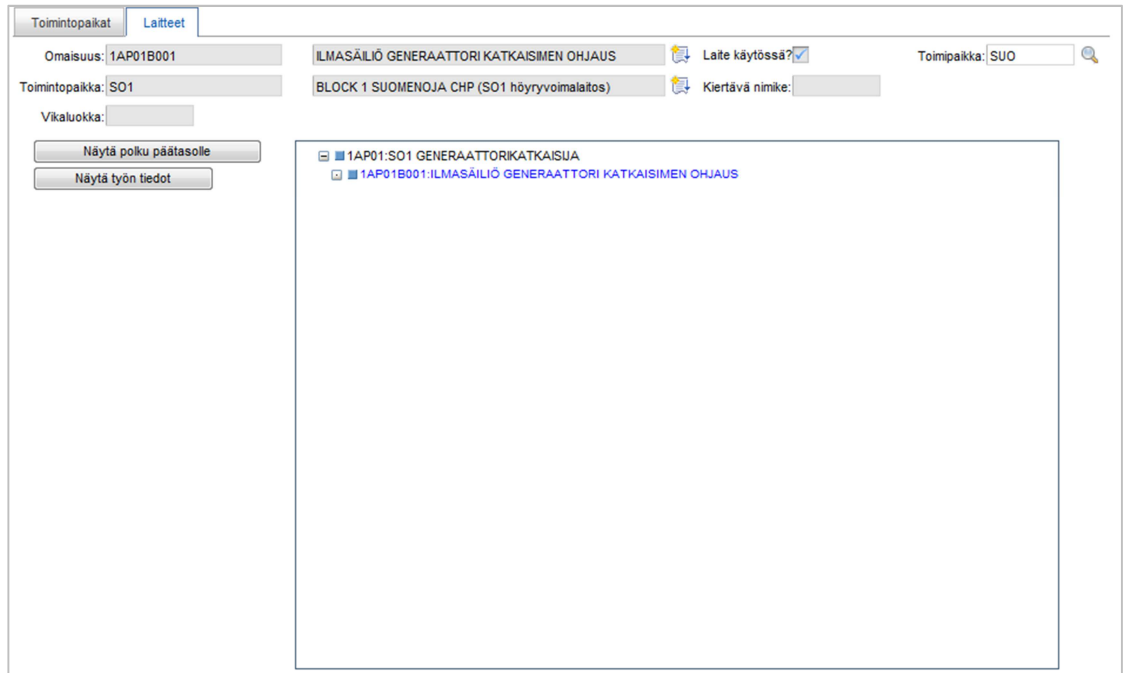 Toimintopaikat Laitteet
Omaisuus: 1AP01B001 ILMASÄILIÖ GENERAATTORI KATKAISIMEN OHJAUS Laite käytössä? Toimipaikka: SUO
Toimintopaikka: SO1 BLOCK 1 SUOMENOJA CHP (SO1 höyryvoimalaitos) Kiertävä nimike:
Vikaluokka:
Näytä polku päätasolle
Näytä työn tiedot
1AP01:SO1 GENERAATTORIKATKAISIJA
1AP01B001:ILMASÄILIÖ GENERAATTORI KATKAISIMEN OHJAUS